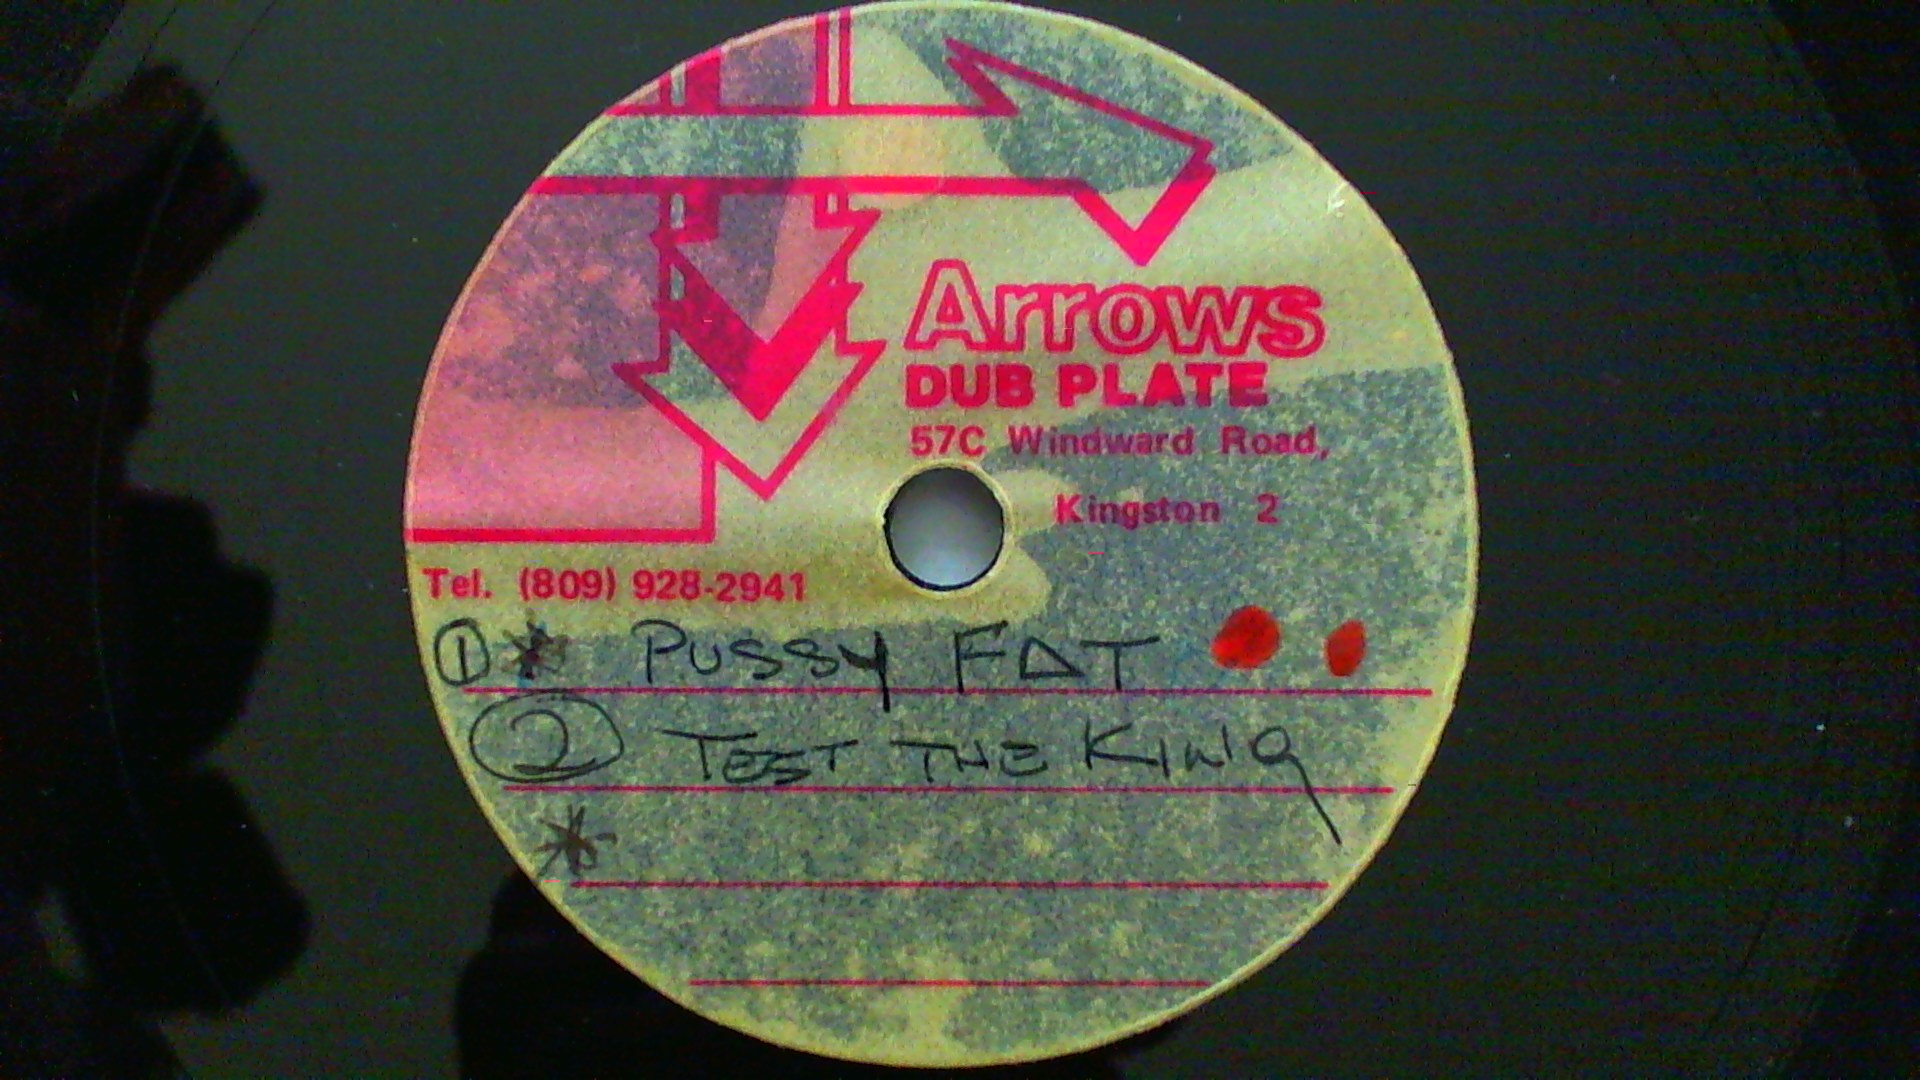 Arrows
DUB PLATE
57C Windward Road,
Kingston 2
Tel. (809) 928-2941
① * PUSSY FAT
② TEST THE KING
*